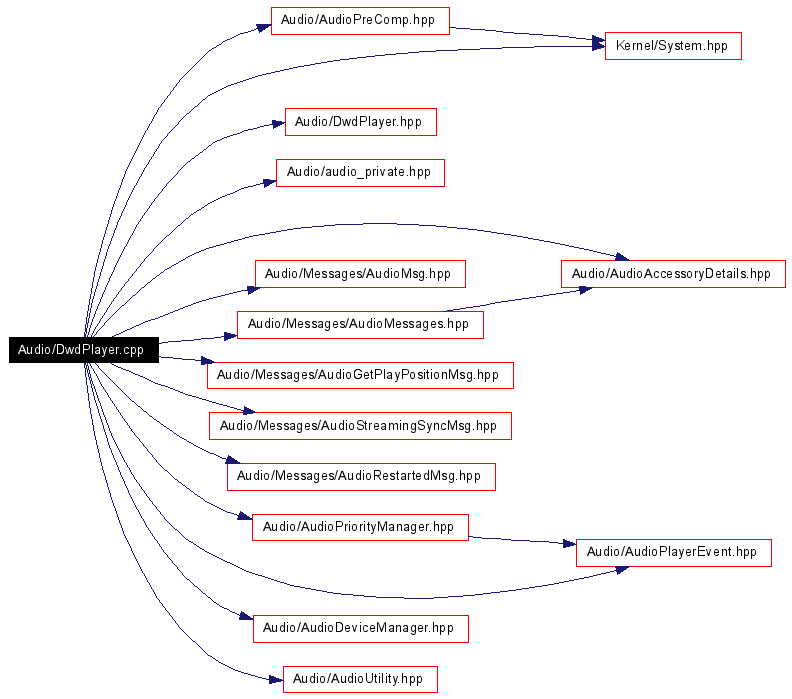 Audio/AudioPreComp.hpp
Kernel/System.hpp
Audio/DwdPlayer.hpp
Audio/audio_private.hpp
Audio/Messages/AudioMsg.hpp
Audio/AudioAccessoryDetails.hpp
Audio/Messages/AudioMessages.hpp
Audio/DwdPlayer.cpp
Audio/Messages/AudioGetPlayPositionMsg.hpp
Audio/Messages/AudioStreamingSyncMsg.hpp
Audio/Messages/AudioRestartedMsg.hpp
Audio/AudioPriorityManager.hpp
Audio/AudioPlayerEvent.hpp
Audio/AudioDeviceManager.hpp
Audio/AudioUtility.hpp